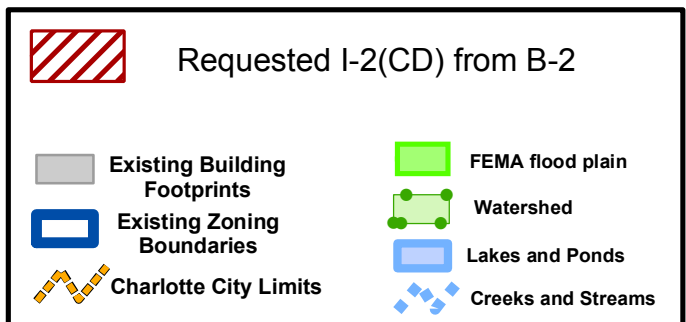 Requested I-2(CD) from B-2
Existing Building
Footprints
Existing Zoning
Boundaries
Charlotte City Limits
FEMA flood plain
Watershed
Lakes and Ponds
Creeks and Streams